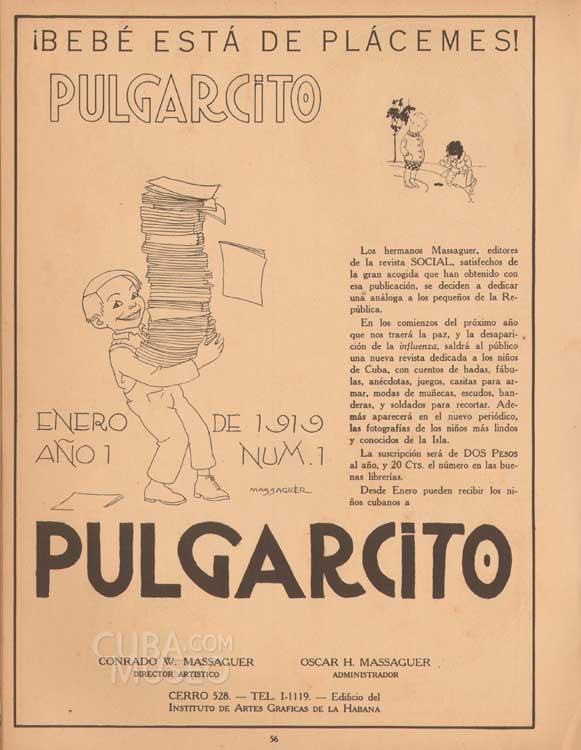 ¡BEBÉ ESTÁ DE PLÁCEMES!
PULGARCiTO
Los hermanos Massaguer, editores
de la revista SOCIAL, satisfechos de
la gran acogida que han obtenido con
esa publicación, se deciden a dedicar
una análoga a los pequeños de la Re-
pública.
En los comienzos del próximo año
que nos traerá la paz, y la desapari-
ción de la influenza, saldrá al público
una nueva revista dedicada a los niños
de Cuba, con cuentos de hadas, fábu-
las, anécdotas, juegos, casitas para ar-
mar, modas de muñecas, escudos, ban-
deras, y soldados para recortar. Ade-
más aparecerá en el nuevo periódico,
las fotografías de los niños más lindos
y conocidos de la Isla.
La suscripción será de DOS PESOS
al año, y 20 CTS. el número en las bue-
nas librerías.
Desde Enero pueden recibir los ni-
ños cubanos a
ENERO DE 1919
AÑO 1 NUM. 1
MASSAGUER
PULGARCiTO
CUBA.COM
MUSEO
CONRADO W. MASSAGUER
DIRECTOR ARTISTICO
OSCAR H. MASSAGUER
ADMINISTRADOR
CERRO 528. — TEL. I-1119. — Edificio del
INSTITUTO DE ARTES GRAFICAS DE LA HABANA
56